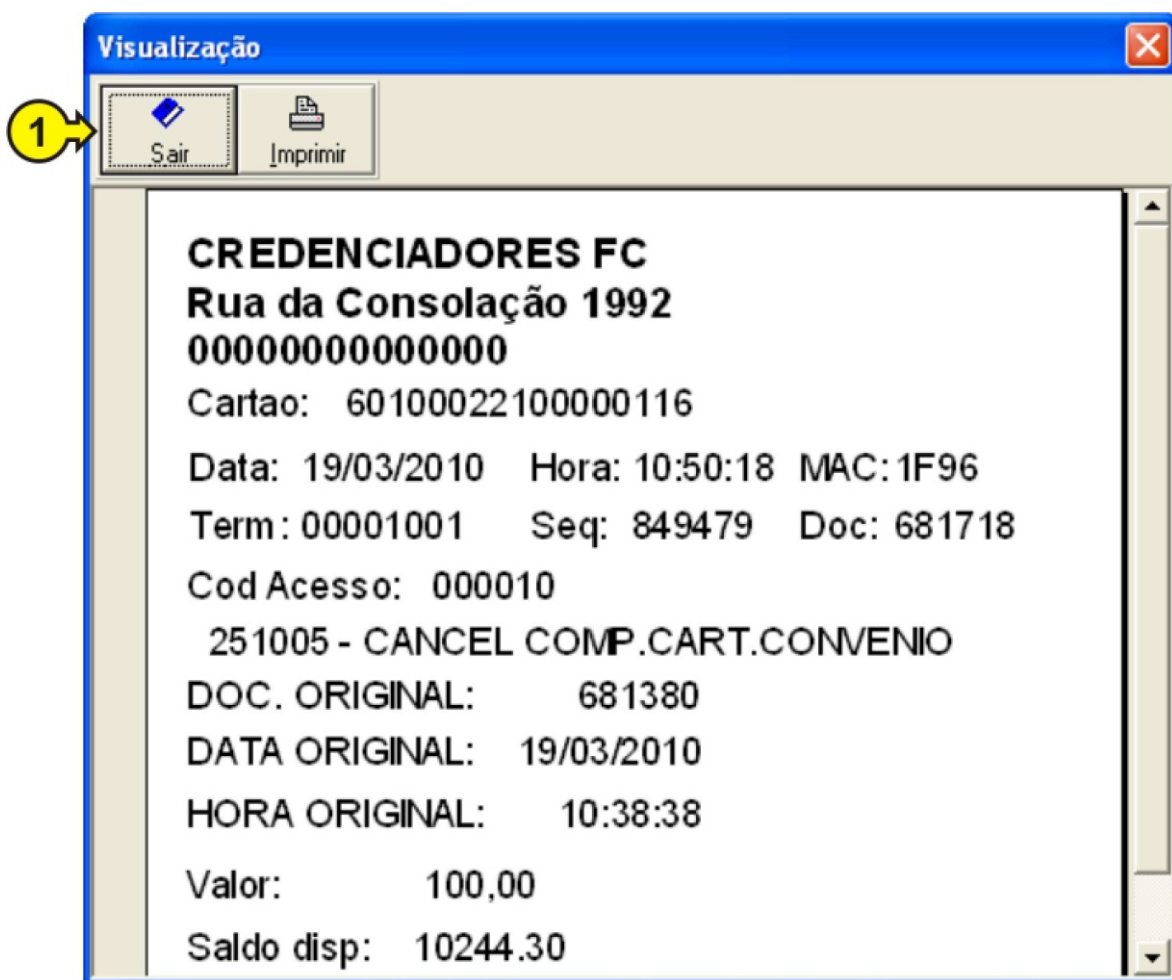 Visualização
1
Sair Imprimir
CREDENCIADORES FC
Rua da Consolação 1992
00000000000000
Cartao: 60100022100000116
Data: 19/03/2010 Hora: 10:50:18 MAC: 1F96
Term : 00001001 Seq: 849479 Doc: 681718
Cod Acesso: 000010
251005 - CANCEL COMP.CART.CONVENIO
DOC. ORIGINAL: 681380
DATA ORIGINAL: 19/03/2010
HORA ORIGINAL: 10:38:38
Valor: 100,00
Saldo disp: 10244.30